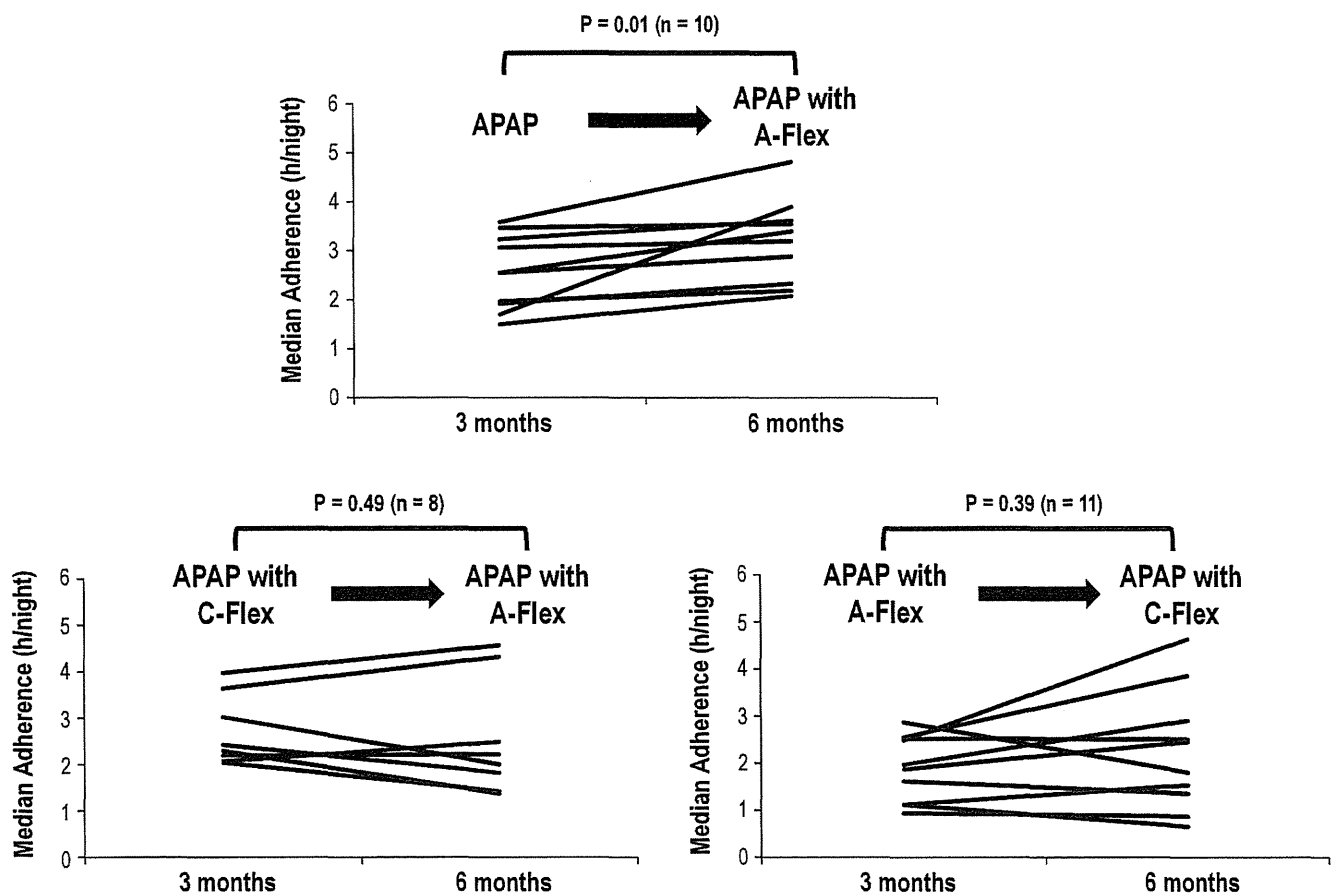 P = 0.01 (n = 10)
APAP
APAP with
A-Flex
Median Adherence (h/night)
6
5
4
3
2
1
0
3 months
6 months
P = 0.49 (n = 8)
APAP with
C-Flex
APAP with
A-Flex
Median Adherence (h/night)
6
5
4
3
2
1
0
3 months
6 months
P = 0.39 (n = 11)
APAP with
A-Flex
APAP with
C-Flex
Median Adherence (h/night)
6
5
4
3
2
1
0
3 months
6 months